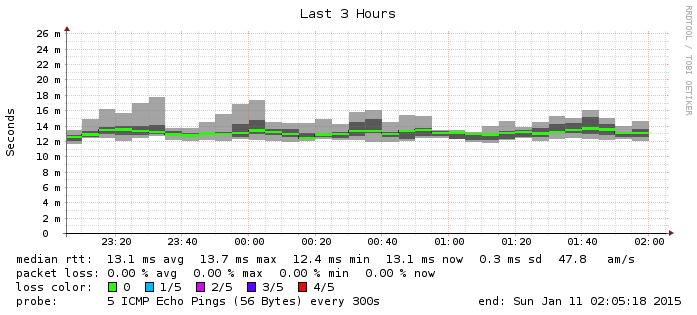 Last 3 Hours
RRDTOOL / TOBI OETIKER
Seconds
26 m
24 m
22 m
20 m
18 m
16 m
14 m
12 m
10 m
8 m
6 m
4 m
2 m
0
23:20 23:40 00:00 00:20 00:40 01:00 01:20 01:40 02:00
median rtt: 13.1 ms avg 13.7 ms max 12.4 ms min 13.1 ms now 0.3 ms sd 47.8 am/s
packet loss: 0.00 % avg 0.00 % max 0.00 % min 0.00 % now
loss color: 0 1/5 2/5 3/5 4/5
probe: 5 ICMP Echo Pings (56 Bytes) every 300s end: Sun Jan 11 02:05:18 2015